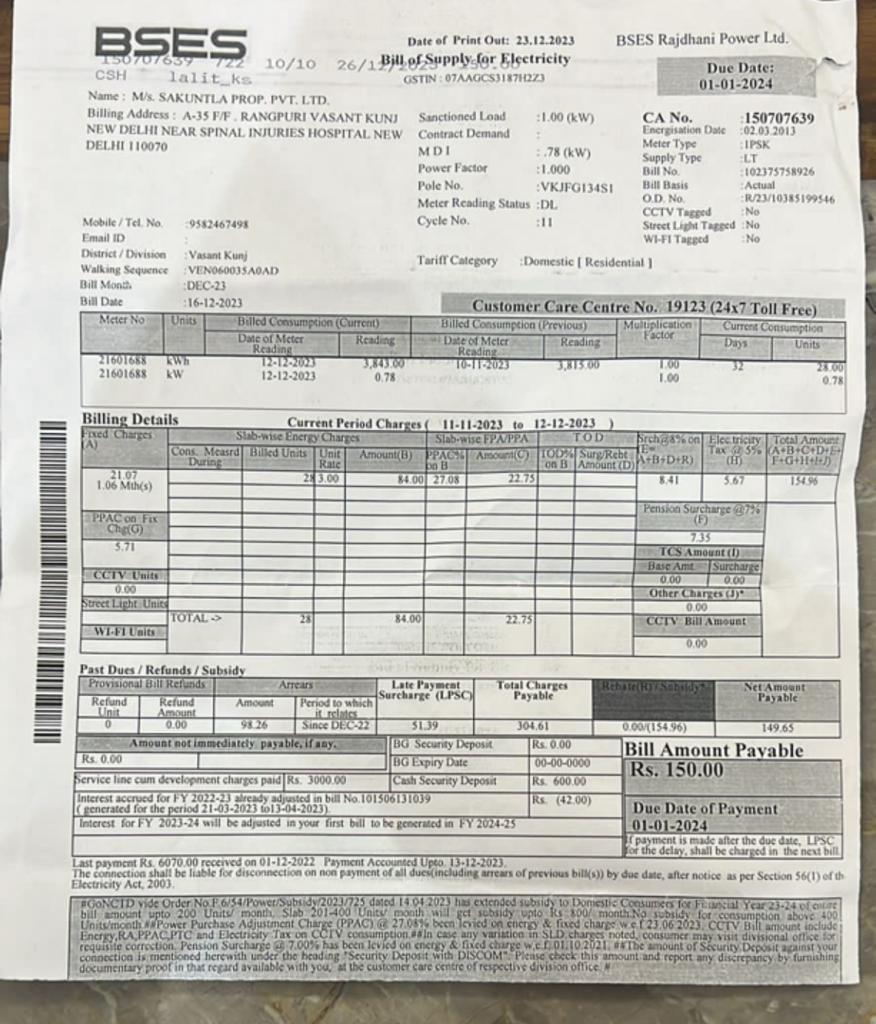 BSES
Date of Print Out: 23.12.2023
BSES Rajdhani Power Ltd.
150707639 722 10/10 26/12/2023
Bill of Supply for Electricity
CSH lalit_ks
GSTIN : 07AAGCS3187H2Z3
Due Date:
01-01-2024
Name : M/s. SAKUNTLA PROP. PVT. LTD.
Billing Address : A-35 F/F . RANGPURI VASANT KUNJ
NEW DELHI NEAR SPINAL INJURIES HOSPITAL NEW
DELHI 110070
Mobile / Tel. No. :9582467498
Email ID :
District / Division :Vasant Kunj
Walking Sequence :VEN060035A0AD
Bill Month :DEC-23
Bill Date :16-12-2023
Sanctioned Load :1.00 (kW)
Contract Demand :
M D I : .78 (kW)
Power Factor :1.000
Pole No. :VKJFG134S1
Meter Reading Status :DL
Cycle No. :11
Tariff Category :Domestic [ Residential ]
CA No. :150707639
Energisation Date :02.03.2013
Meter Type :1PSK
Supply Type :LT
Bill No. :102375758926
Bill Basis :Actual
O.D. No. :R/23/10385199546
CCTV Tagged :No
Street Light Tagged :No
WI-FI Tagged :No
Customer Care Centre No. 19123 (24x7 Toll Free)
Meter No Units Billed Consumption (Current) Billed Consumption (Previous) Multiplication Factor Current Consumption
Date of Meter Reading Reading Date of Meter Reading Reading Days Units
21601688 kWh 12-12-2023 3,843.00 10-11-2023 3,815.00 1.00 32 28.00
21601688 kW 12-12-2023 0.78 1.00 0.78
Billing Details Current Period Charges ( 11-11-2023 to 12-12-2023 )
Fixed Charges (A) Slab-wise Energy Charges Slab-wise FPA/PPA T O D Srch@8% on (E= A+B+D+R) Electricity Tax @ 5% (H) Total Amount (A+B+C+D+E+F+G+H+I+J)
Cons. Measrd During Billed Units Unit Rate Amount(B) PPAC% on B Amount(C) TOD% on B Surg/Rebt Amount (D)
21.07 28 3.00 84.00 27.08 22.75 8.41 5.67 154.96
1.06 Mth(s)
PPAC on Fix Chg(G)
5.71
Pension Surcharge @7% (F)
7.35
TCS Amount (I)
Base Amt. Surcharge
0.00 0.00
CCTV Units
0.00
Other Charges (J)*
0.00
Street Light Units
TOTAL -> 28 84.00 22.75
CCTV Bill Amount
0.00
WI-FI Units
Past Dues / Refunds / Subsidy
Provisional Bill Refunds Arrears Late Payment Surcharge (LPSC) Total Charges Payable Rebate(R) / Subsidy* Net Amount Payable
Refund Unit Refund Amount Amount Period to which it relates
0 0.00 98.26 Since DEC-22 51.39 304.61 0.00/(154.96) 149.65
Amount not immediately payable, if any.
Rs. 0.00
BG Security Deposit Rs. 0.00
BG Expiry Date 00-00-0000
Service line cum development charges paid Rs. 3000.00
Cash Security Deposit Rs. 600.00
Interest accrued for FY 2022-23 already adjusted in bill No.101506131039
( generated for the period 21-03-2023 to13-04-2023).
Rs. (42.00)
Interest for FY 2023-24 will be adjusted in your first bill to be generated in FY 2024-25
Bill Amount Payable
Rs. 150.00
Due Date of Payment
01-01-2024
If payment is made after the due date, LPSC
for the delay, shall be charged in the next bill.
Last payment Rs. 6070.00 received on 01-12-2022 Payment Accounted Upto. 13-12-2023.
The connection shall be liable for disconnection on non payment of all dues(including arrears of previous bill(s)) by due date, after notice as per Section 56(1) of th
Electricity Act, 2003.
#GoNCTD vide Order No.F.6/54/Power/Subsidy/2023/725 dated 14.04.2023 has extended subsidy to Domestic Consumers for Financial Year 23-24 of entire
bill amount upto 200 Units/ month, Slab 201-400 Units/ month will get subsidy upto Rs 800/ month.No subsidy for consumption above 400
Units/month ##Power Purchase Adjustment Charge (PPAC) @ 27.08% been levied on energy & fixed charge w.e.f 23.06 2023. CCTV Bill amount include
Energy,RA,PPAC,PTC and Electricity Tax on CCTV consumption.##In case any variation in SLD charges noted, consumer may visit divisional office for
requisite correction. Pension Surcharge @ 7.00% has been levied on energy & fixed charge w.e.f. 01.10.2021. ##The amount of Security Deposit against your
connection is mentioned herewith under the heading "Security Deposit with DISCOM". Please check this amount and report any discrepancy by furnishing
documentary proof in that regard available with you, at the customer care centre of respective division office. #